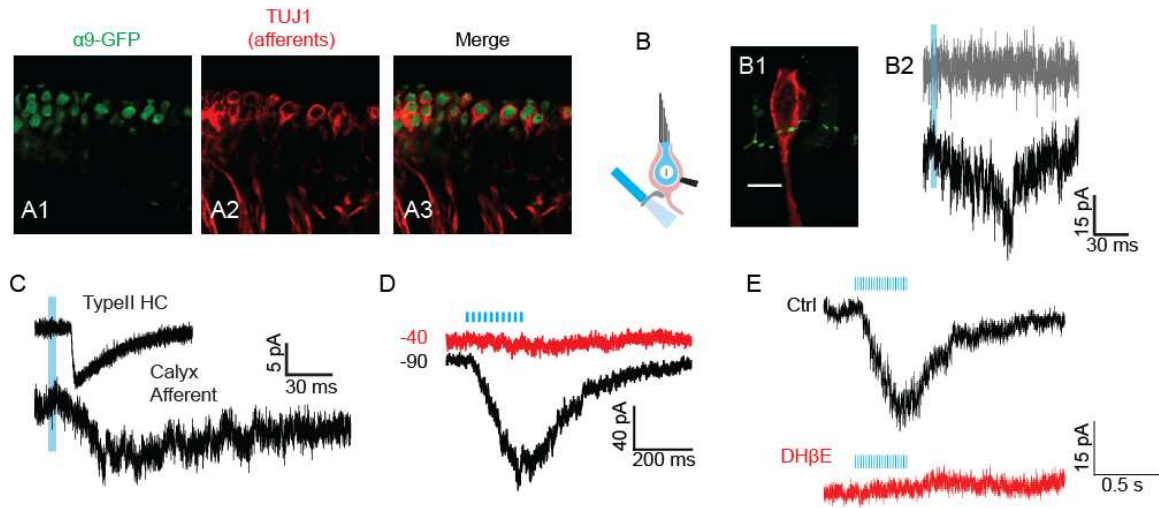 α9-GFP
TUJ1
(afferents)
Merge
A1
A2
A3
B
B1
B2
15 pA
30 ms
C
TypeII HC
Calyx
Afferent
5 pA
30 ms
D
-40
-90
40 pA
200 ms
E
Ctrl
DHβE
15 pA
0.5 s